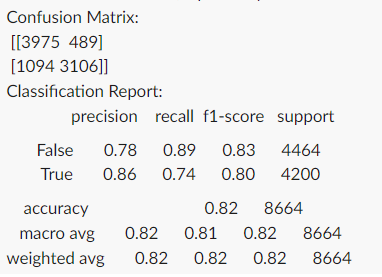 Confusion Matrix:
[[3975 489]
[1094 3106]]
Classification Report:
precision recall f1-score support
False 0.78 0.89 0.83 4464
True 0.86 0.74 0.80 4200
accuracy 0.82 8664
macro avg 0.82 0.81 0.82 8664
weighted avg 0.82 0.82 0.82 8664